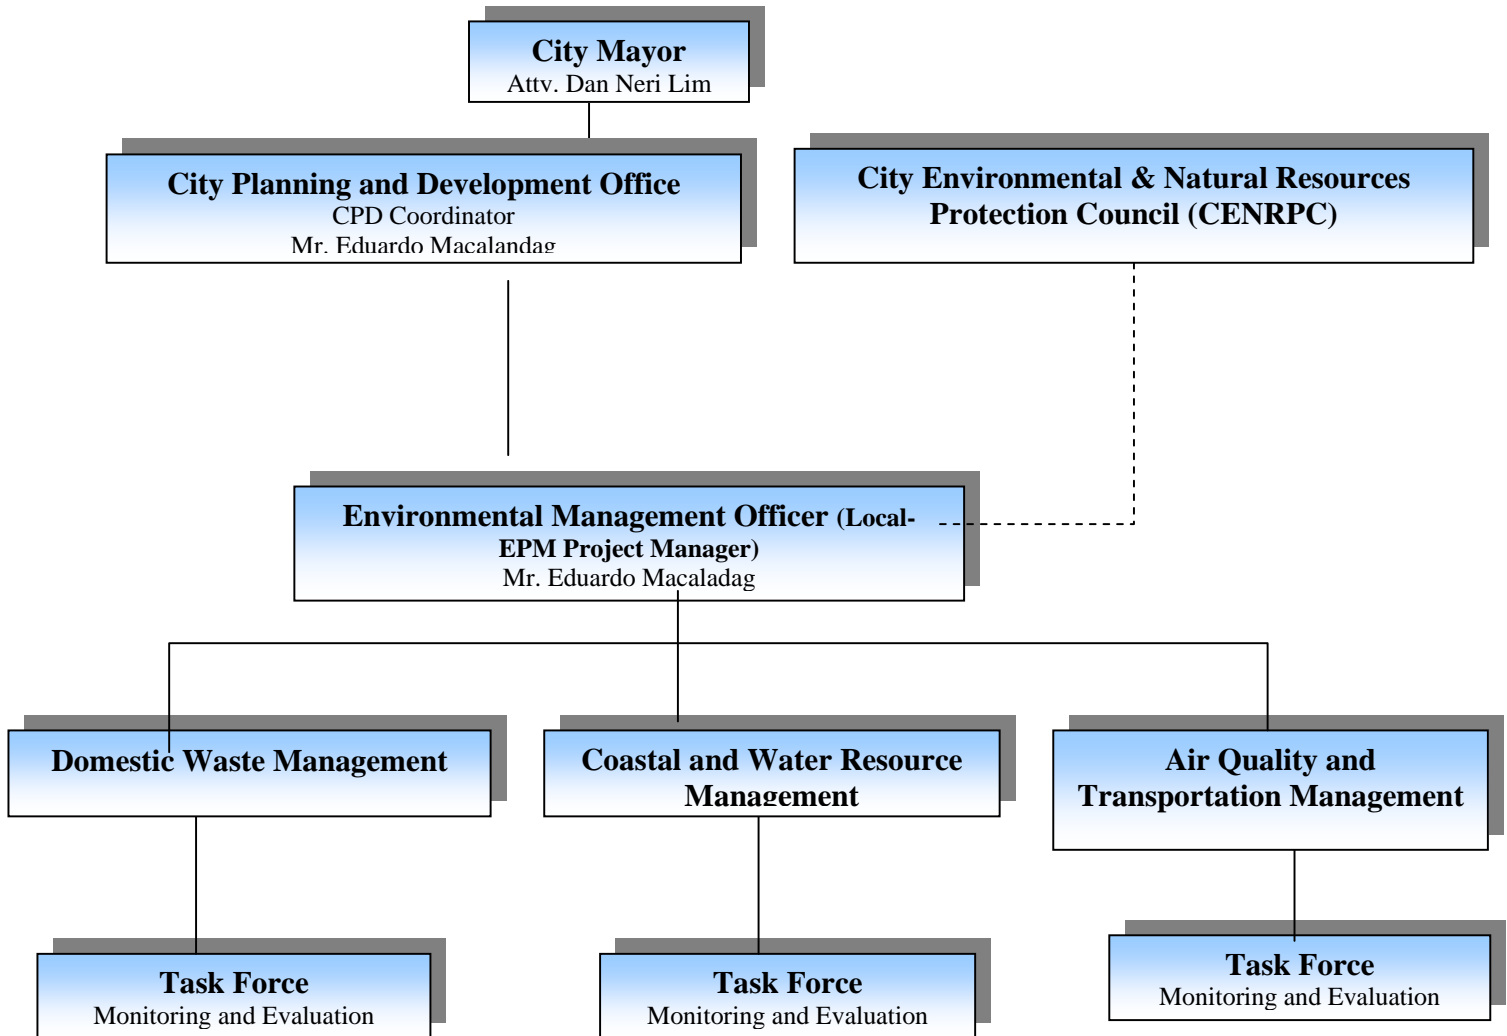 City Mayor
Attv. Dan Neri Lim
City Planning and Development Office
CPD Coordinator
Mr. Eduardo Macalandag
City Environmental & Natural Resources
Protection Council (CENRPC)
Environmental Management Officer (Local-
EPM Project Manager)
Mr. Eduardo Macaladag
Domestic Waste Management
Coastal and Water Resource
Management
Air Quality and
Transportation Management
Task Force
Monitoring and Evaluation
Task Force
Monitoring and Evaluation
Task Force
Monitoring and Evaluation